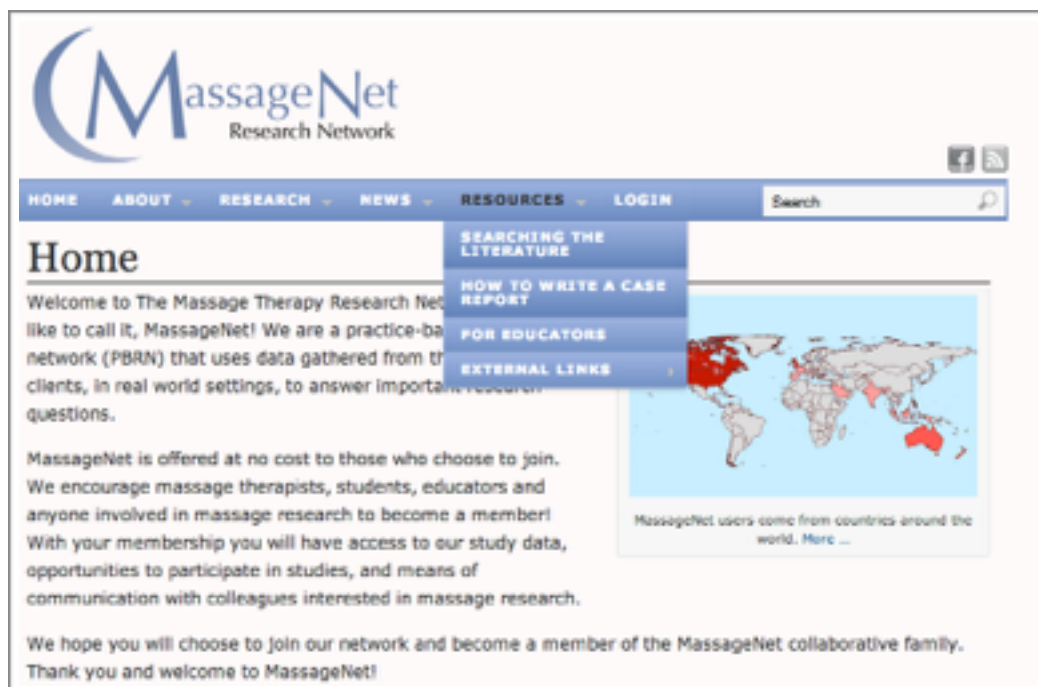 MassageNet
Research Network
HOME ABOUT RESEARCH NEWS RESOURCES LOGIN Search
SEARCHING THE
LITERATURE
HOW TO WRITE A CASE
REPORT
FOR EDUCATORS
EXTERNAL LINKS
Home
Welcome to The Massage Therapy Research Net
like to call it, MassageNet! We are a practice-ba
network (PBRN) that uses data gathered from th
clients, in real world settings, to answer important research
questions.
MassageNet is offered at no cost to those who choose to join.
We encourage massage therapists, students, educators and
anyone involved in massage research to become a member!
With your membership you will have access to our study data,
opportunities to participate in studies, and means of
communication with colleagues interested in massage research.
MassageNet users come from countries around the
world. More ...
We hope you will choose to join our network and become a member of the MassageNet collaborative family.
Thank you and welcome to MassageNet!